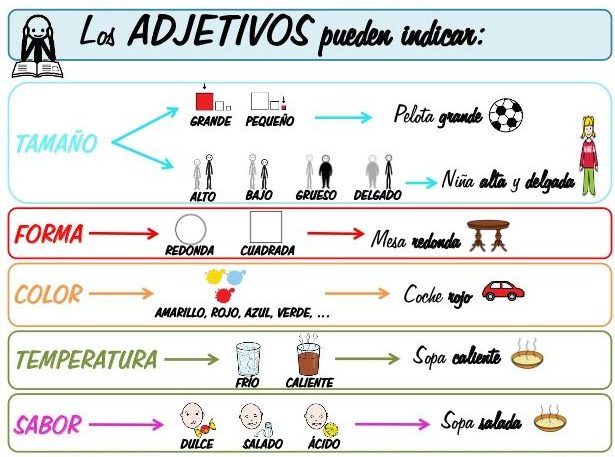 Los ADJETIVOS pueden indicar:
TAMAÑO
GRANDE PEQUEÑO
Pelota grande
ALTO BAJO GRUESO DELGADO
Niña alta y delgada
FORMA
REDONDA CUADRADA
Mesa redonda
COLOR
AMARILLO, ROJO, AZUL, VERDE, ...
Coche rojo
TEMPERATURA
FRÍO CALIENTE
Sopa caliente
SABOR
DULCE SALADO ÁCIDO
Sopa salada